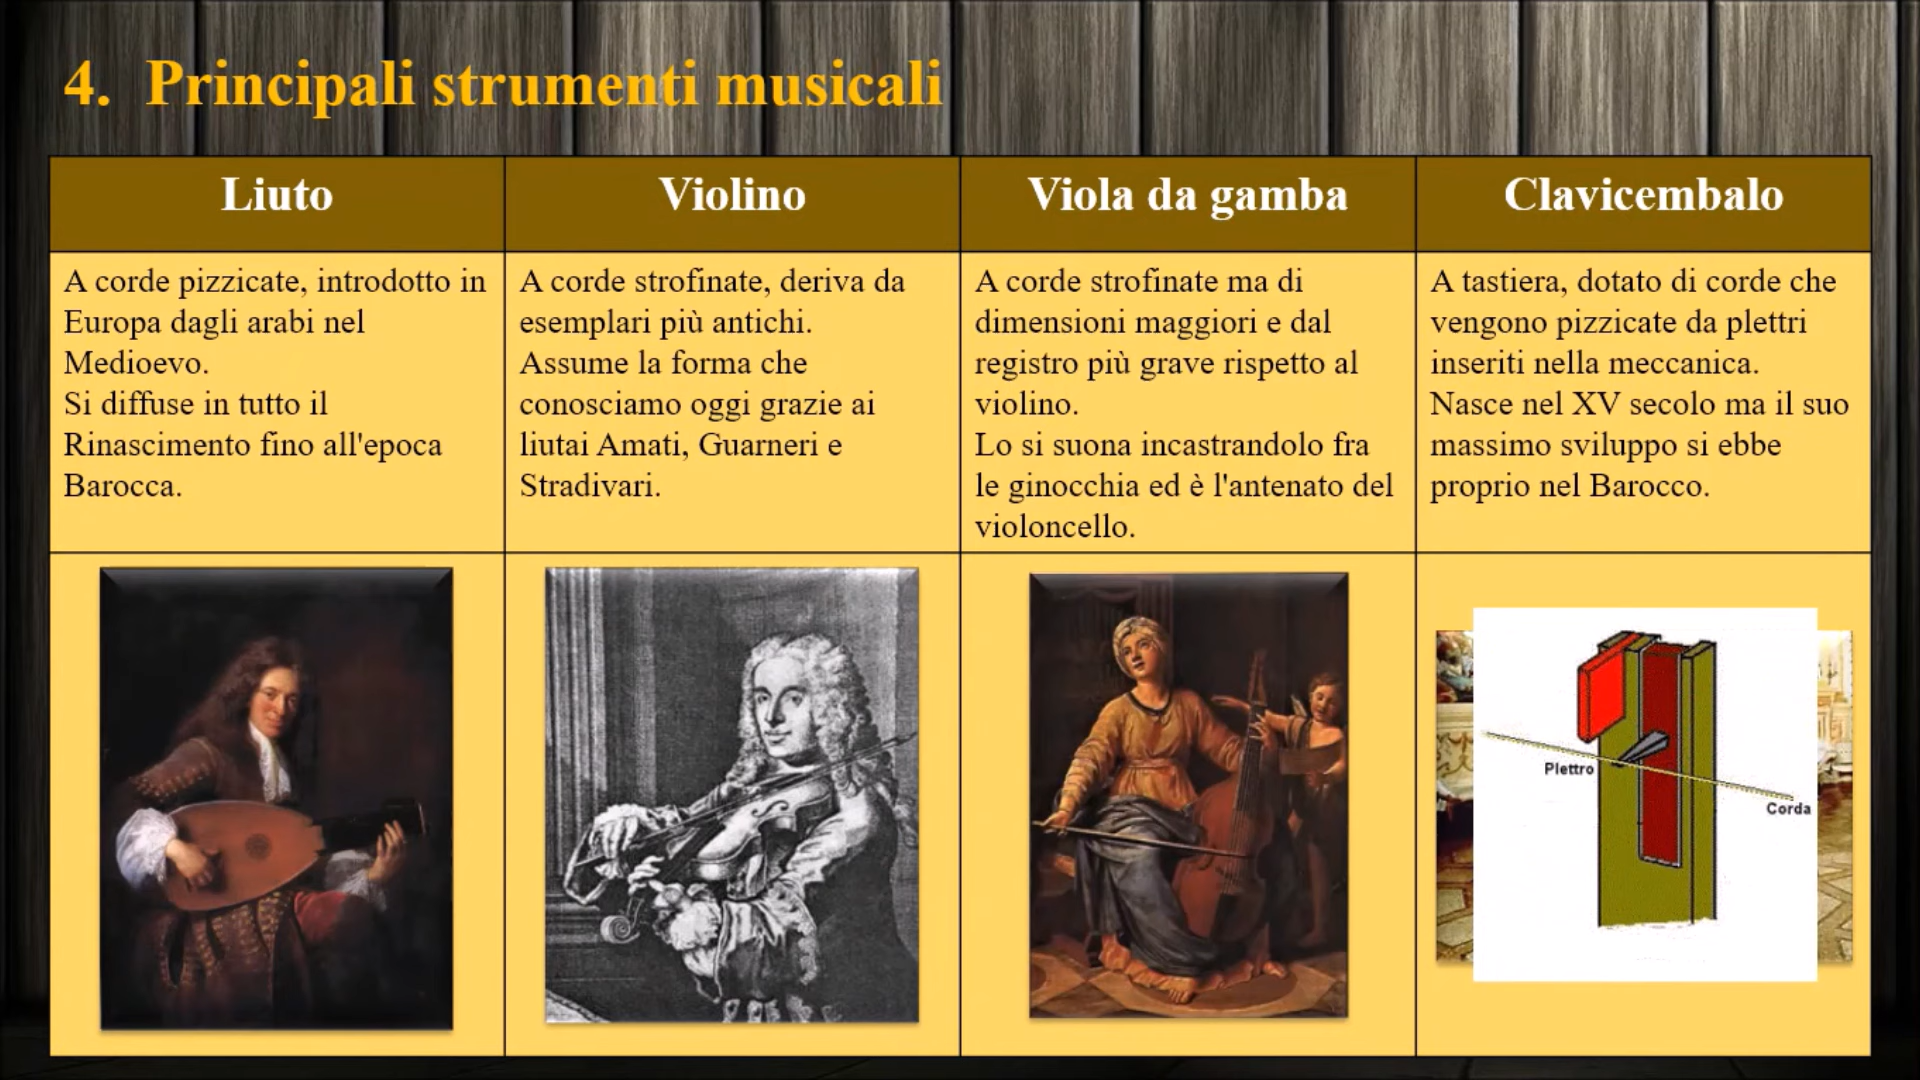 4. Principali strumenti musicali
Liuto
Violino
Viola da gamba
Clavicembalo
A corde pizzicate, introdotto in
Europa dagli arabi nel
Medioevo.
Si diffuse in tutto il
Rinascimento fino all'epoca
Barocca.
A corde strofinate, deriva da
esemplari più antichi.
Assume la forma che
conosciamo oggi grazie ai
liutai Amati, Guarneri e
Stradivari.
A corde strofinate ma di
dimensioni maggiori e dal
registro più grave rispetto al
violino.
Lo si suona incastrandolo fra
le ginocchia ed è l'antenato del
violoncello.
A tastiera, dotato di corde che
vengono pizzicate da plettri
inseriti nella meccanica.
Nasce nel XV secolo ma il suo
massimo sviluppo si ebbe
proprio nel Barocco.
Plettro
Corda